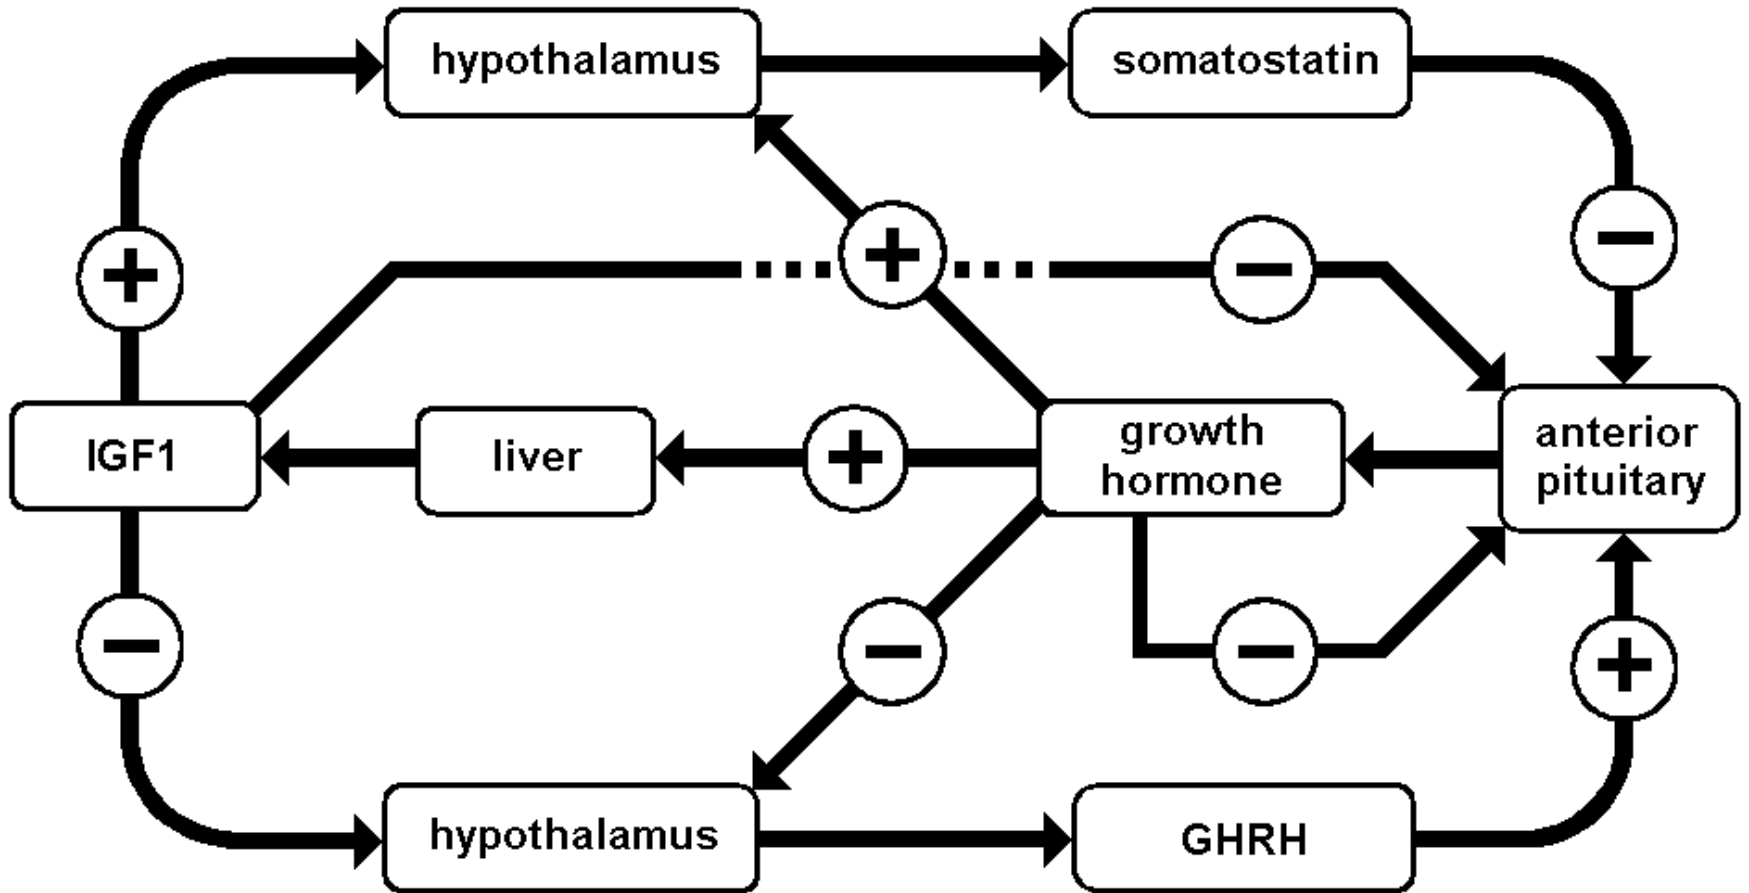 hypothalamus
somatostatin
+
+
−
−
IGF1
liver
+
growth
hormone
anterior
pituitary
−
−
−
+
hypothalamus
GHRH